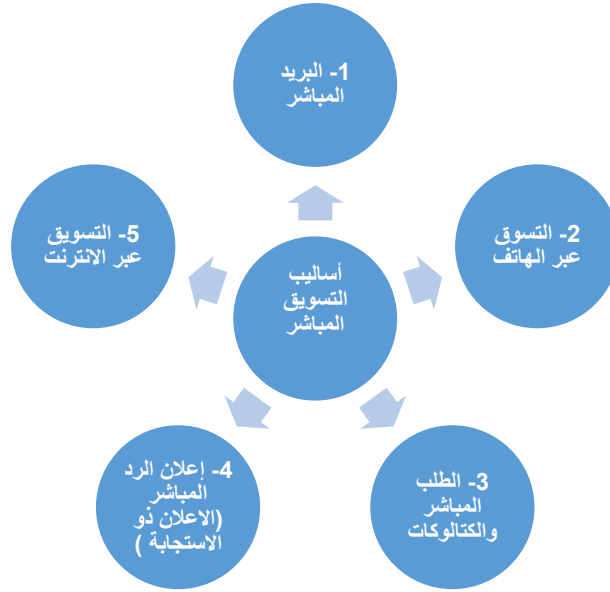 1- البريد
المباشر
2- التسوق
عبر الهاتف
3- الطلب
المباشر
والكتالوكات
4- إعلان الرد
المباشر
(الاعلان ذو
الاستجابة )
5- التسويق
عبر الانترنت
أساليب
التسويق
المباشر